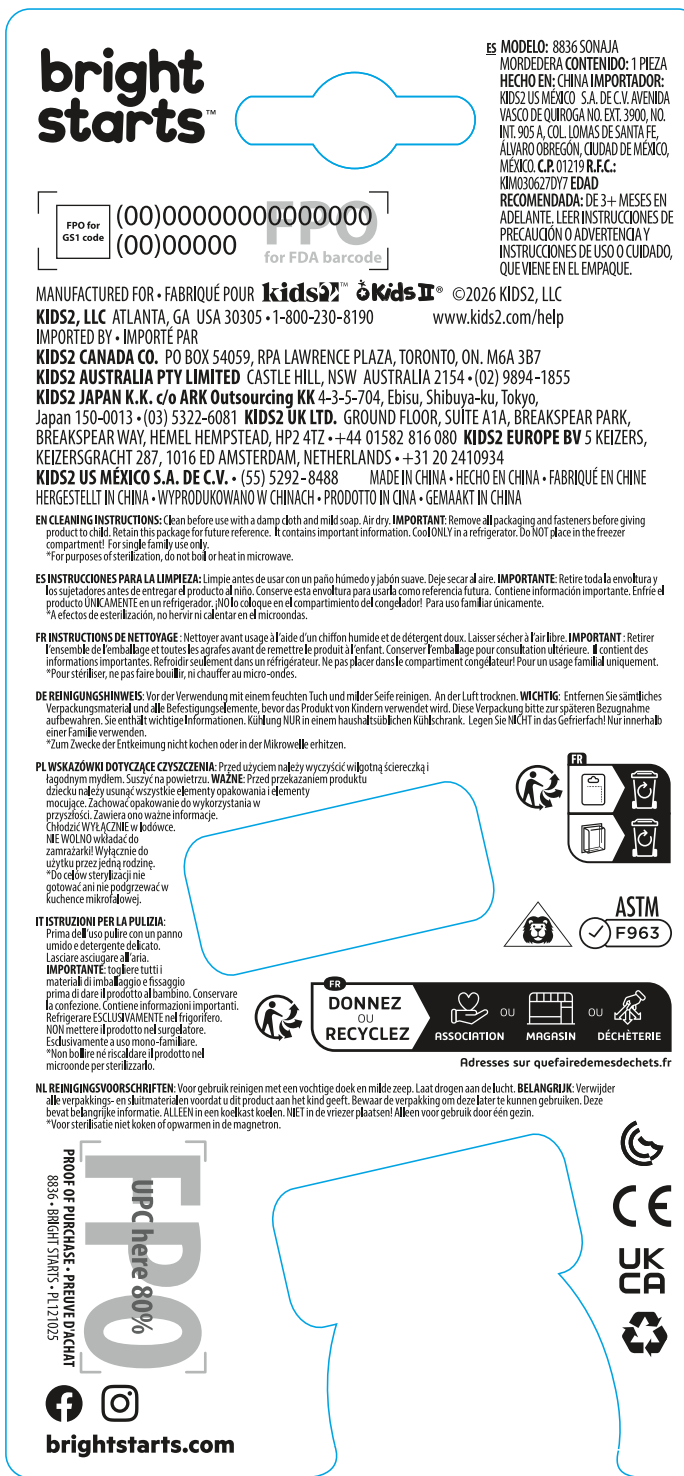 bright
starts™
ES MODELO: 8836 SONAJA
MORDEDERA CONTENIDO: 1 PIEZA
HECHO EN: CHINA IMPORTADOR:
KIDS2 US MÉXICO S.A. DE C.V. AVENIDA
VASCO DE QUIROGA NO. EXT. 3900, NO.
INT. 905 A, COL. LOMAS DE SANTA FE,
ÁLVARO OBREGÓN, CIUDAD DE MÉXICO,
MÉXICO. C.P. 01219 R.F.C.:
KIM030627DY7 EDAD
RECOMENDADA: DE 3+ MESES EN
ADELANTE. LEER INSTRUCCIONES DE
PRECAUCIÓN O ADVERTENCIA Y
INSTRUCCIONES DE USO O CUIDADO,
QUE VIENE EN EL EMPAQUE.
FPO for
GS1 code
(00)00000000000000
(00)00000
FPO
for FDA barcode
MANUFACTURED FOR • FABRIQUÉ POUR kids2™ Kids II® ©2026 KIDS2, LLC
KIDS2, LLC ATLANTA, GA USA 30305 • 1-800-230-8190 www.kids2.com/help
IMPORTED BY • IMPORTÉ PAR
KIDS2 CANADA CO. PO BOX 54059, RPA LAWRENCE PLAZA, TORONTO, ON. M6A 3B7
KIDS2 AUSTRALIA PTY LIMITED CASTLE HILL, NSW AUSTRALIA 2154 • (02) 9894-1855
KIDS2 JAPAN K.K. c/o ARK Outsourcing KK 4-3-5-704, Ebisu, Shibuya-ku, Tokyo,
Japan 150-0013 • (03) 5322-6081 KIDS2 UK LTD. GROUND FLOOR, SUITE A1A, BREAKSPEAR PARK,
BREAKSPEAR WAY, HEMEL HEMPSTEAD, HP2 4TZ • +44 01582 816 080 KIDS2 EUROPE BV 5 KEIZERS,
KEIZERSGRACHT 287, 1016 ED AMSTERDAM, NETHERLANDS • +31 20 2410934
KIDS2 US MÉXICO S.A. DE C.V. • (55) 5292-8488 MADE IN CHINA • HECHO EN CHINA • FABRIQUÉ EN CHINE
HERGESTELLT IN CHINA • WYPRODUKOWANO W CHINACH • PRODOTTO IN CINA • GEMAAKT IN CHINA
EN CLEANING INSTRUCTIONS: Clean before use with a damp cloth and mild soap. Air dry. IMPORTANT: Remove all packaging and fasteners before giving
product to child. Retain this package for future reference. It contains important information. Cool ONLY in a refrigerator. Do NOT place in the freezer
compartment! For single family use only.
*For purposes of sterilization, do not boil or heat in microwave.
ES INSTRUCCIONES PARA LA LIMPIEZA: Limpie antes de usar con un paño húmedo y jabón suave. Deje secar al aire. IMPORTANTE: Retire toda la envoltura y
los sujetadores antes de entregar el producto al niño. Conserve esta envoltura para usarla como referencia futura. Contiene información importante. Enfríe el
producto ÚNICAMENTE en un refrigerador. ¡NO lo coloque en el compartimiento del congelador! Para uso familiar únicamente.
*A efectos de esterilización, no hervir ni calentar en el microondas.
FR INSTRUCTIONS DE NETTOYAGE : Nettoyer avant usage à l'aide d'un chiffon humide et de détergent doux. Laisser sécher à l'air libre. IMPORTANT : Retirer
l'ensemble de l'emballage et toutes les agrafes avant de remettre le produit à l'enfant. Conserver l'emballage pour consultation ultérieure. Il contient des
informations importantes. Refroidir seulement dans un réfrigérateur. Ne pas placer dans le compartiment congélateur! Pour un usage familial uniquement.
*Pour stériliser, ne pas faire bouillir, ni chauffer au micro-ondes.
DE REINIGUNGSHINWEIS: Vor der Verwendung mit einem feuchten Tuch und milder Seife reinigen. An der Luft trocknen. WICHTIG: Entfernen Sie sämtliches
Verpackungsmaterial und alle Befestigungselemente, bevor das Produkt von Kindern verwendet wird. Diese Verpackung bitte zur späteren Bezugnahme
aufbewahren. Sie enthält wichtige Informationen. Kühlung NUR in einem haushaltsüblichen Kühlschrank. Legen Sie NICHT in das Gefrierfach! Nur innerhalb
einer Familie verwenden.
*Zum Zwecke der Entkeimung nicht kochen oder in der Mikrowelle erhitzen.
PL WSKAZÓWKI DOTYCZĄCE CZYSZCZENIA: Przed użyciem należy wyczyścić wilgotną ściereczką i
łagodnym mydłem. Suszyć na powietrzu. WAŻNE: Przed przekazaniem produktu
dziecku należy usunąć wszystkie elementy opakowania i elementy
mocujące. Zachować opakowanie do wykorzystania w
przyszłości. Zawiera ono ważne informacje.
Chłodzić WYŁĄCZNIE w lodówce.
NIE WOLNO wkładać do
zamrażarki! Wyłącznie do
użytku przez jedną rodzinę.
*Do celów sterylizacji nie
gotować ani nie podgrzewać w
kuchence mikrofalowej.
FR
ASTM
F963
IT ISTRUZIONI PER LA PULIZIA:
Prima dell'uso pulire con un panno
umido e detergente delicato.
Lasciare asciugare all'aria.
IMPORTANTE: togliere tutti i
materiali di imballaggio e fissaggio
prima di dare il prodotto al bambino. Conservare
la confezione. Contiene informazioni importanti.
Refrigerare ESCLUSIVAMENTE nel frigorifero.
NON mettere il prodotto nel surgelatore.
Esclusivamente a uso mono-familiare.
*Non bollire né riscaldare il prodotto nel
microonde per sterilizzarlo.
FR
DONNEZ
OU
RECYCLEZ
ASSOCIATION OU MAGASIN OU DÉCHÈTERIE
Adresses sur quefairedemesdechets.fr
NL REINIGINGSVOORSCHRIFTEN: Voor gebruik reinigen met een vochtige doek en milde zeep. Laat drogen aan de lucht. BELANGRIJK: Verwijder
alle verpakkings- en sluitmaterialen voordat u dit product aan het kind geeft. Bewaar de verpakking om deze later te kunnen gebruiken. Deze
bevat belangrijke informatie. ALLEEN in een koelkast koelen. NIET in de vriezer plaatsen! Alleen voor gebruik door één gezin.
*Voor sterilisatie niet koken of opwarmen in de magnetron.
PROOF OF PURCHASE • PREUVE D'ACHAT
8836 • BRIGHT STARTS • PL121025
FPO
UPC here 80%
CE
UK
CA
brightstarts.com